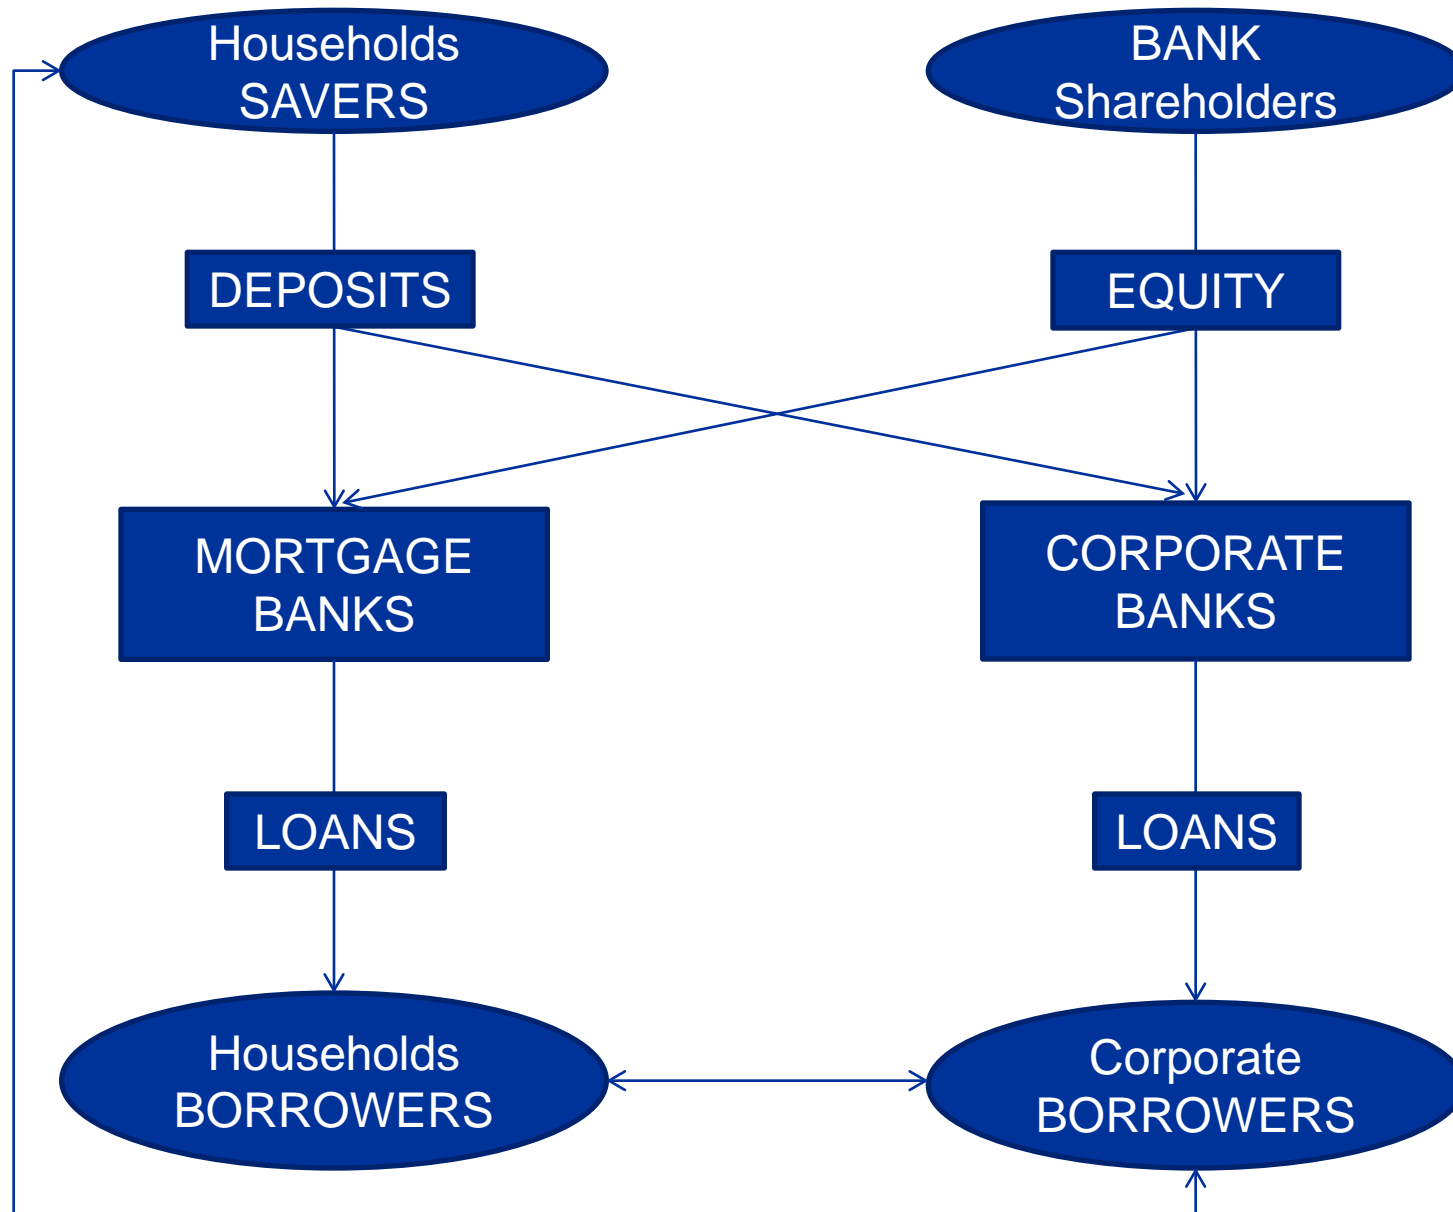 Households
SAVERS
BANK
Shareholders
DEPOSITS
EQUITY
MORTGAGE
BANKS
CORPORATE
BANKS
LOANS
LOANS
Households
BORROWERS
Corporate
BORROWERS